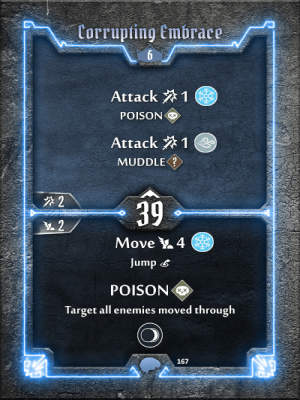 Corrupting Embrace
6
Attack 1
POISON
Attack 1
MUDDLE
2
39
2
Move 4
Jump
POISON
Target all enemies moved through
167